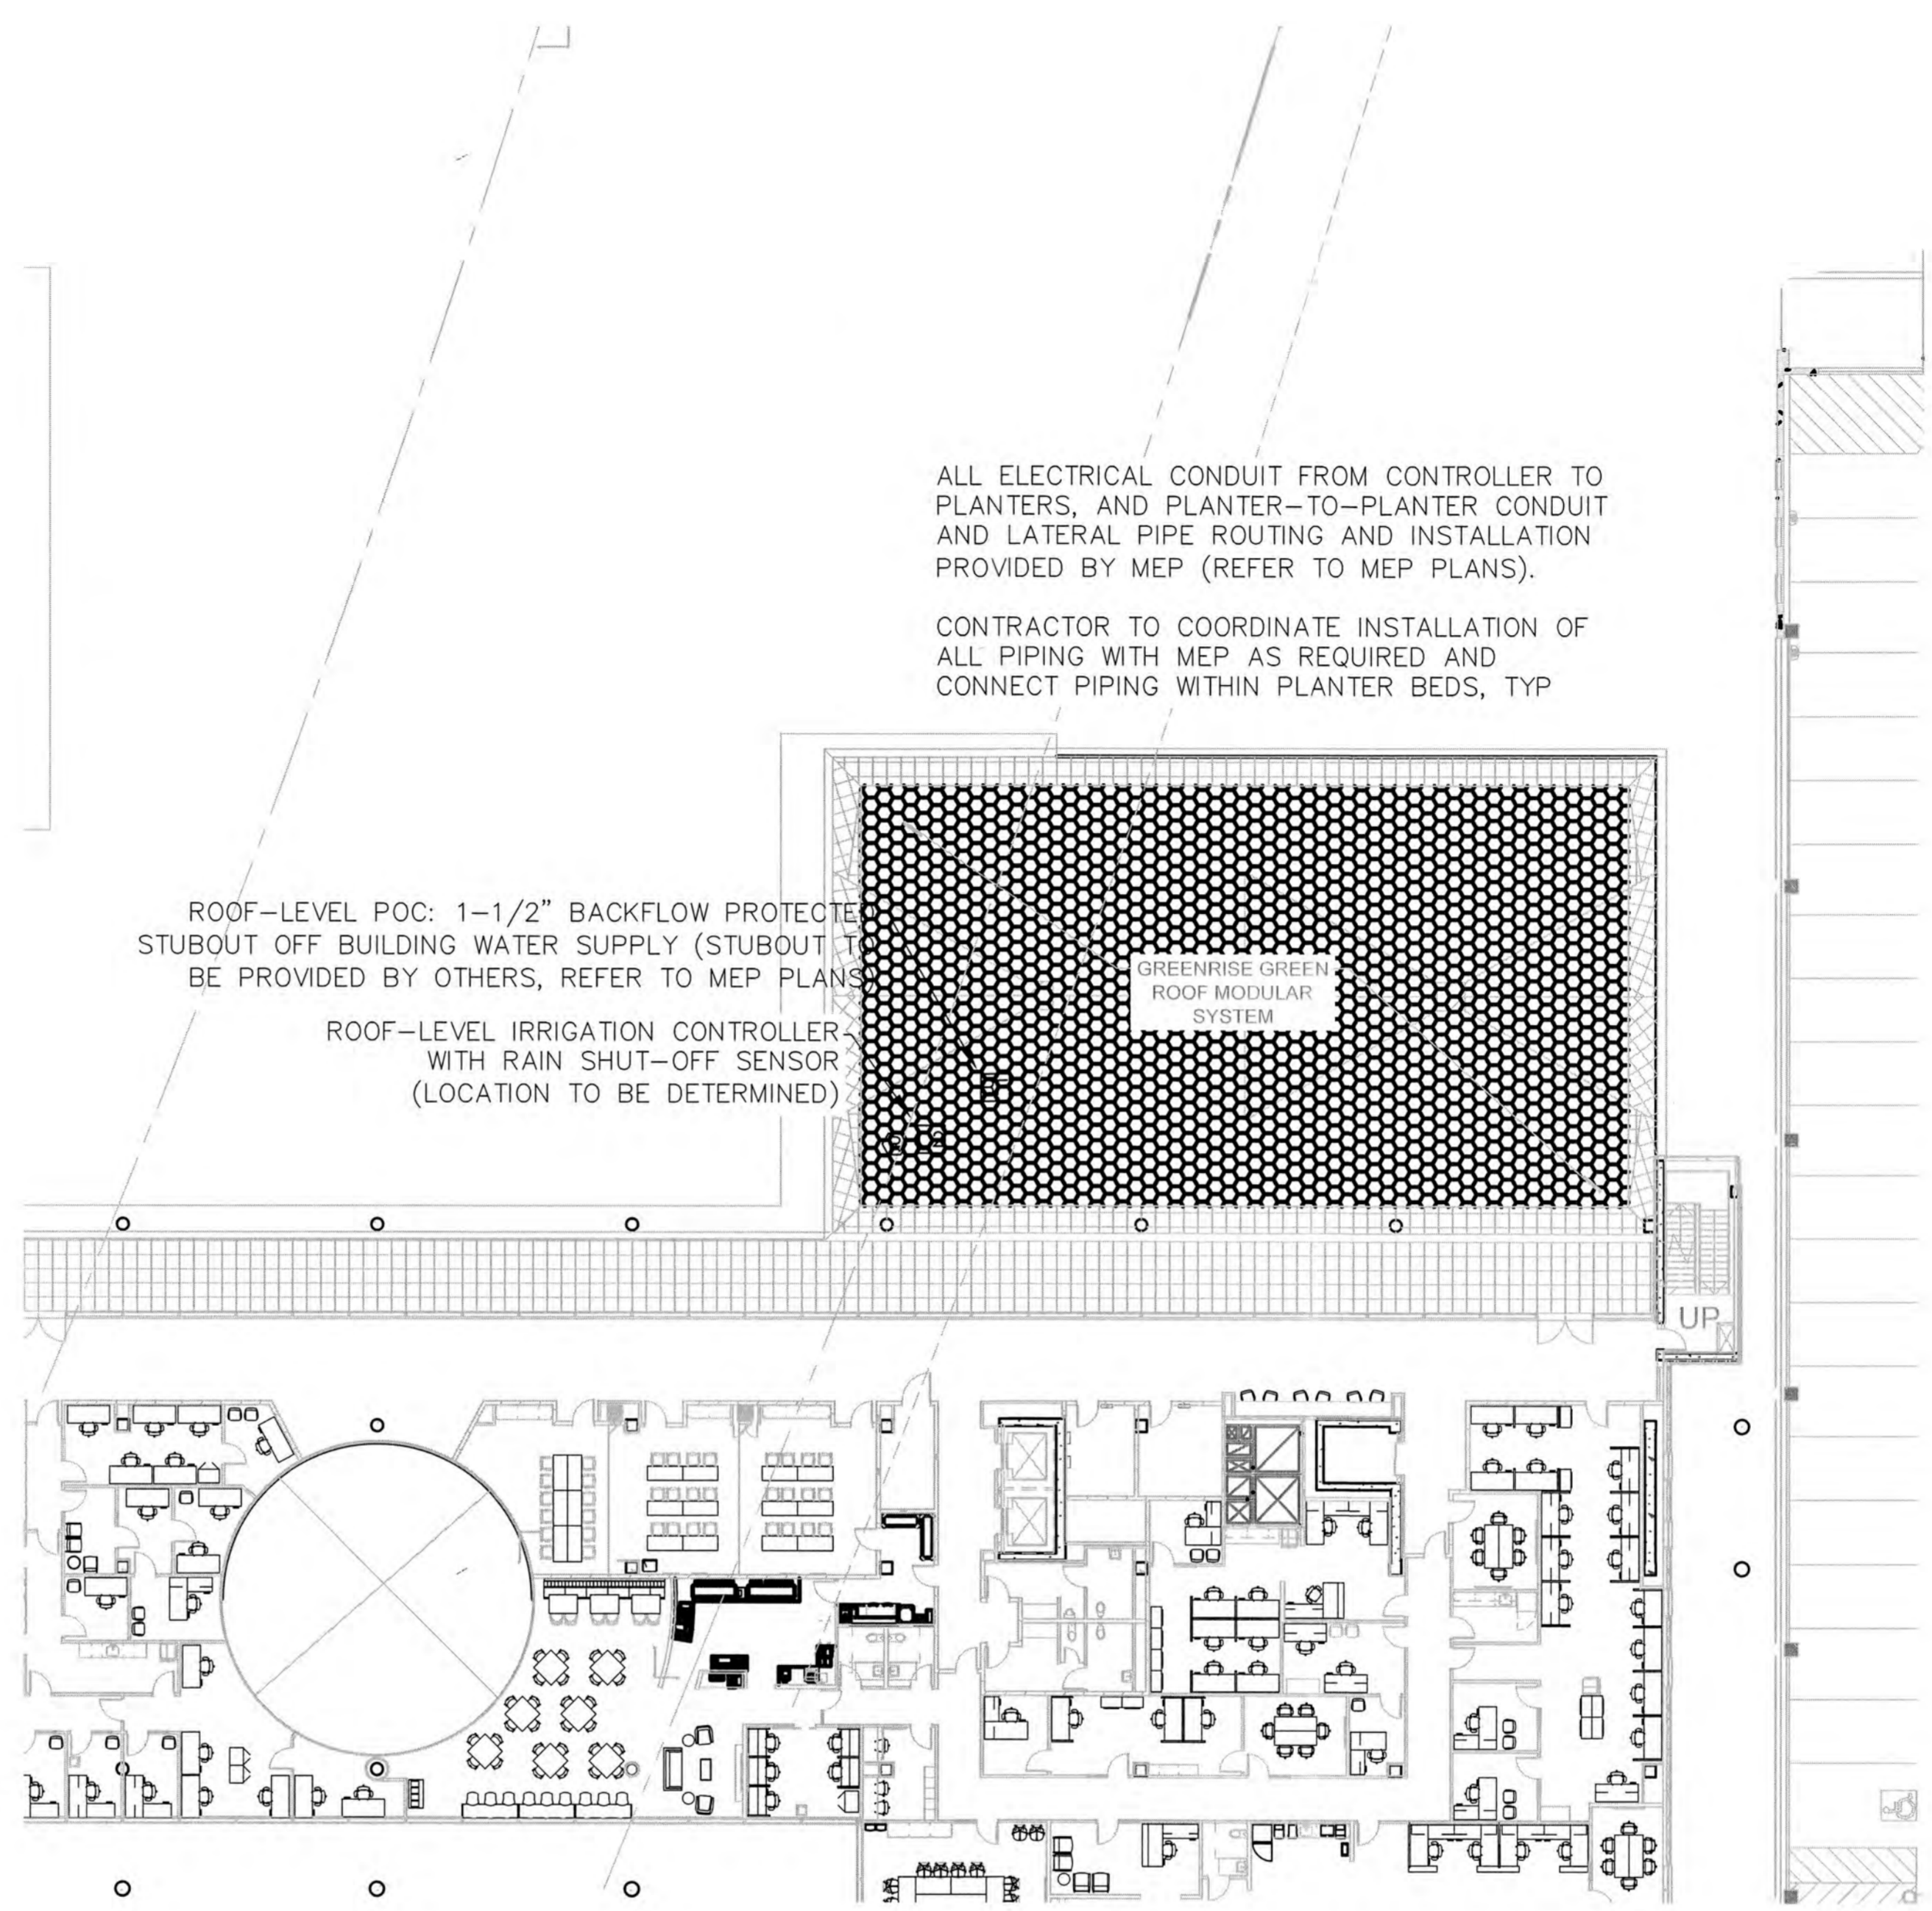 ALL ELECTRICAL CONDUIT FROM CONTROLLER TO
PLANTERS, AND PLANTER-TO-PLANTER CONDUIT
AND LATERAL PIPE ROUTING AND INSTALLATION
PROVIDED BY MEP (REFER TO MEP PLANS).
CONTRACTOR TO COORDINATE INSTALLATION OF
ALL PIPING WITH MEP AS REQUIRED AND
CONNECT PIPING WITHIN PLANTER BEDS, TYP
ROOF-LEVEL POC: 1-1/2" BACKFLOW PROTECTED
STUBOUT OFF BUILDING WATER SUPPLY (STUBOUT TO
BE PROVIDED BY OTHERS, REFER TO MEP PLANS)
ROOF-LEVEL IRRIGATION CONTROLLER
WITH RAIN SHUT-OFF SENSOR
(LOCATION TO BE DETERMINED)
GREENRISE GREEN
ROOF MODULAR
SYSTEM
UP